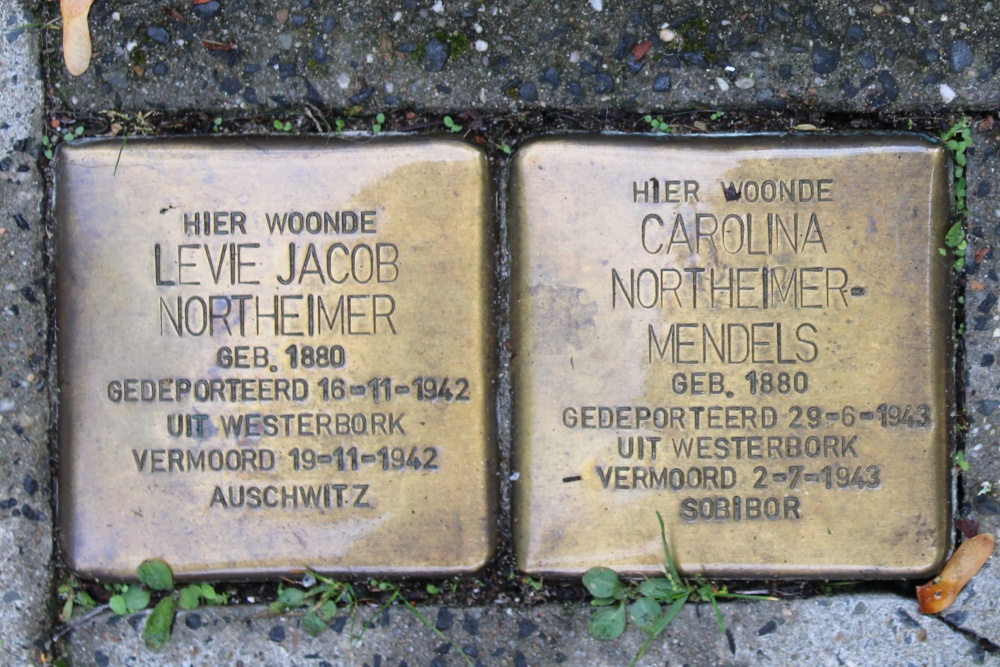 HIER WOONDE
LEVIE JACOB
NORTHEIMER
GEB. 1880
GEDEPORTEERD 16-11-1942
UIT WESTERBORK
VERMOORD 19-11-1942
AUSCHWITZ
HIER WOONDE
CAROLINA
NORTHEIMER-
MENDELS
GEB. 1880
GEDEPORTEERD 29-6-1943
UIT WESTERBORK
VERMOORD 2-7-1943
SOBIBOR